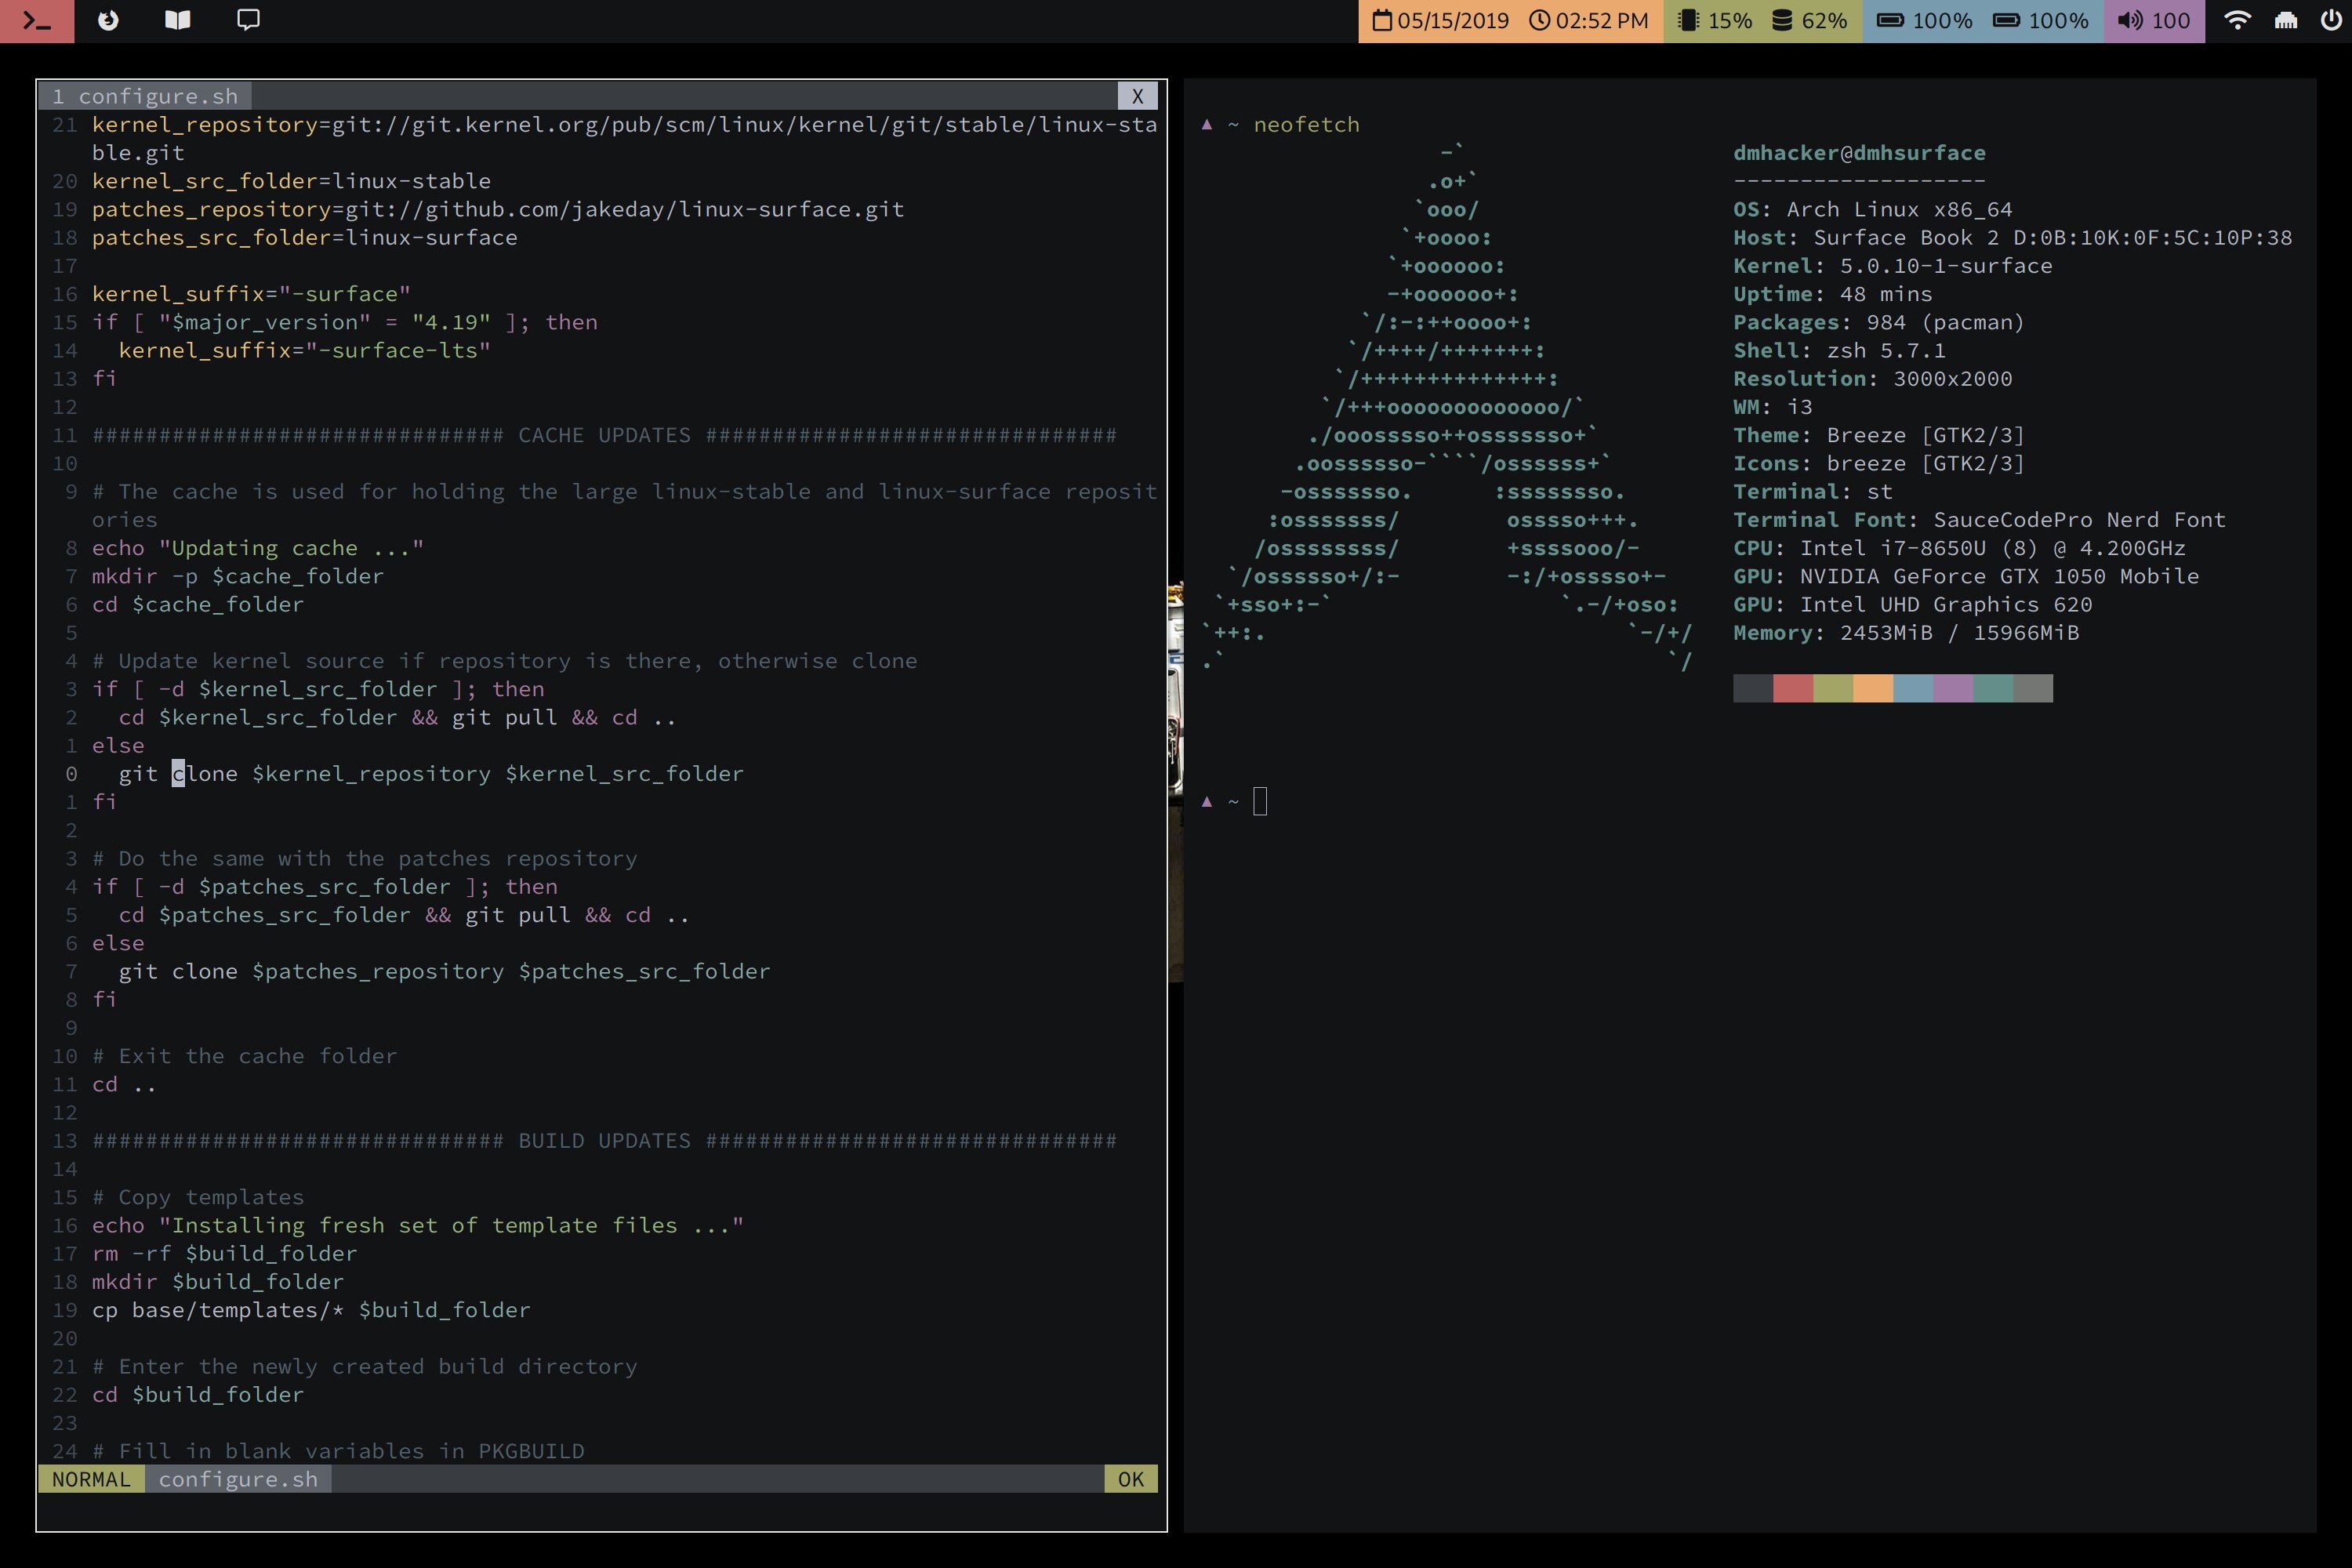 05/15/2019 02:52 PM 15% 62% 100% 100% 100
1 configure.sh X
21 kernel_repository=git://git.kernel.org/pub/scm/linux/kernel/git/stable/linux-sta
ble.git
20 kernel_src_folder=linux-stable
19 patches_repository=git://github.com/jakeday/linux-surface.git
18 patches_src_folder=linux-surface
17
16 kernel_suffix="-surface"
15 if [ "$major_version" = "4.19" ]; then
14   kernel_suffix="-surface-lts"
13 fi
12
11 ############################### CACHE UPDATES ###############################
10
9 # The cache is used for holding the large linux-stable and linux-surface reposit
ories
8 echo "Updating cache ..."
7 mkdir -p $cache_folder
6 cd $cache_folder
5
4 # Update kernel source if repository is there, otherwise clone
3 if [ -d $kernel_src_folder ]; then
2   cd $kernel_src_folder && git pull && cd ..
1 else
0   git clone $kernel_repository $kernel_src_folder
1 fi
2
3 # Do the same with the patches repository
4 if [ -d $patches_src_folder ]; then
5   cd $patches_src_folder && git pull && cd ..
6 else
7   git clone $patches_repository $patches_src_folder
8 fi
9
10 # Exit the cache folder
11 cd ..
12
13 ############################### BUILD UPDATES ###############################
14
15 # Copy templates
16 echo "Installing fresh set of template files ..."
17 rm -rf $build_folder
18 mkdir $build_folder
19 cp base/templates/* $build_folder
20
21 # Enter the newly created build directory
22 cd $build_folder
23
24 # Fill in blank variables in PKGBUILD
NORMAL configure.sh OK
▲ ~ neofetch
-`
.o+`
`ooo/
`+oooo:
`+oooooo:
-+oooooo+:
`/:-:++oooo+:
`/++++/+++++++:
`/++++++++++++++:
`/+++ooooooooooooo/`
./ooosssso++osssssso+`
.oossssso-````/ossssss+`
-osssssso.      :ssssssso.
:osssssss/        osssso+++.
/ossssssss/        +ssssooo/-
`/ossssso+/:-        -:/+osssso+-
`+sso+:-`                 `.-/+oso:
`++:.                           `-/+/
.`                                 `/
dmhacker@dmhsurface
-------------------
OS: Arch Linux x86_64
Host: Surface Book 2 D:0B:10K:0F:5C:10P:38
Kernel: 5.0.10-1-surface
Uptime: 48 mins
Packages: 984 (pacman)
Shell: zsh 5.7.1
Resolution: 3000x2000
WM: i3
Theme: Breeze [GTK2/3]
Icons: breeze [GTK2/3]
Terminal: st
Terminal Font: SauceCodePro Nerd Font
CPU: Intel i7-8650U (8) @ 4.200GHz
GPU: NVIDIA GeForce GTX 1050 Mobile
GPU: Intel UHD Graphics 620
Memory: 2453MiB / 15966MiB
▲ ~